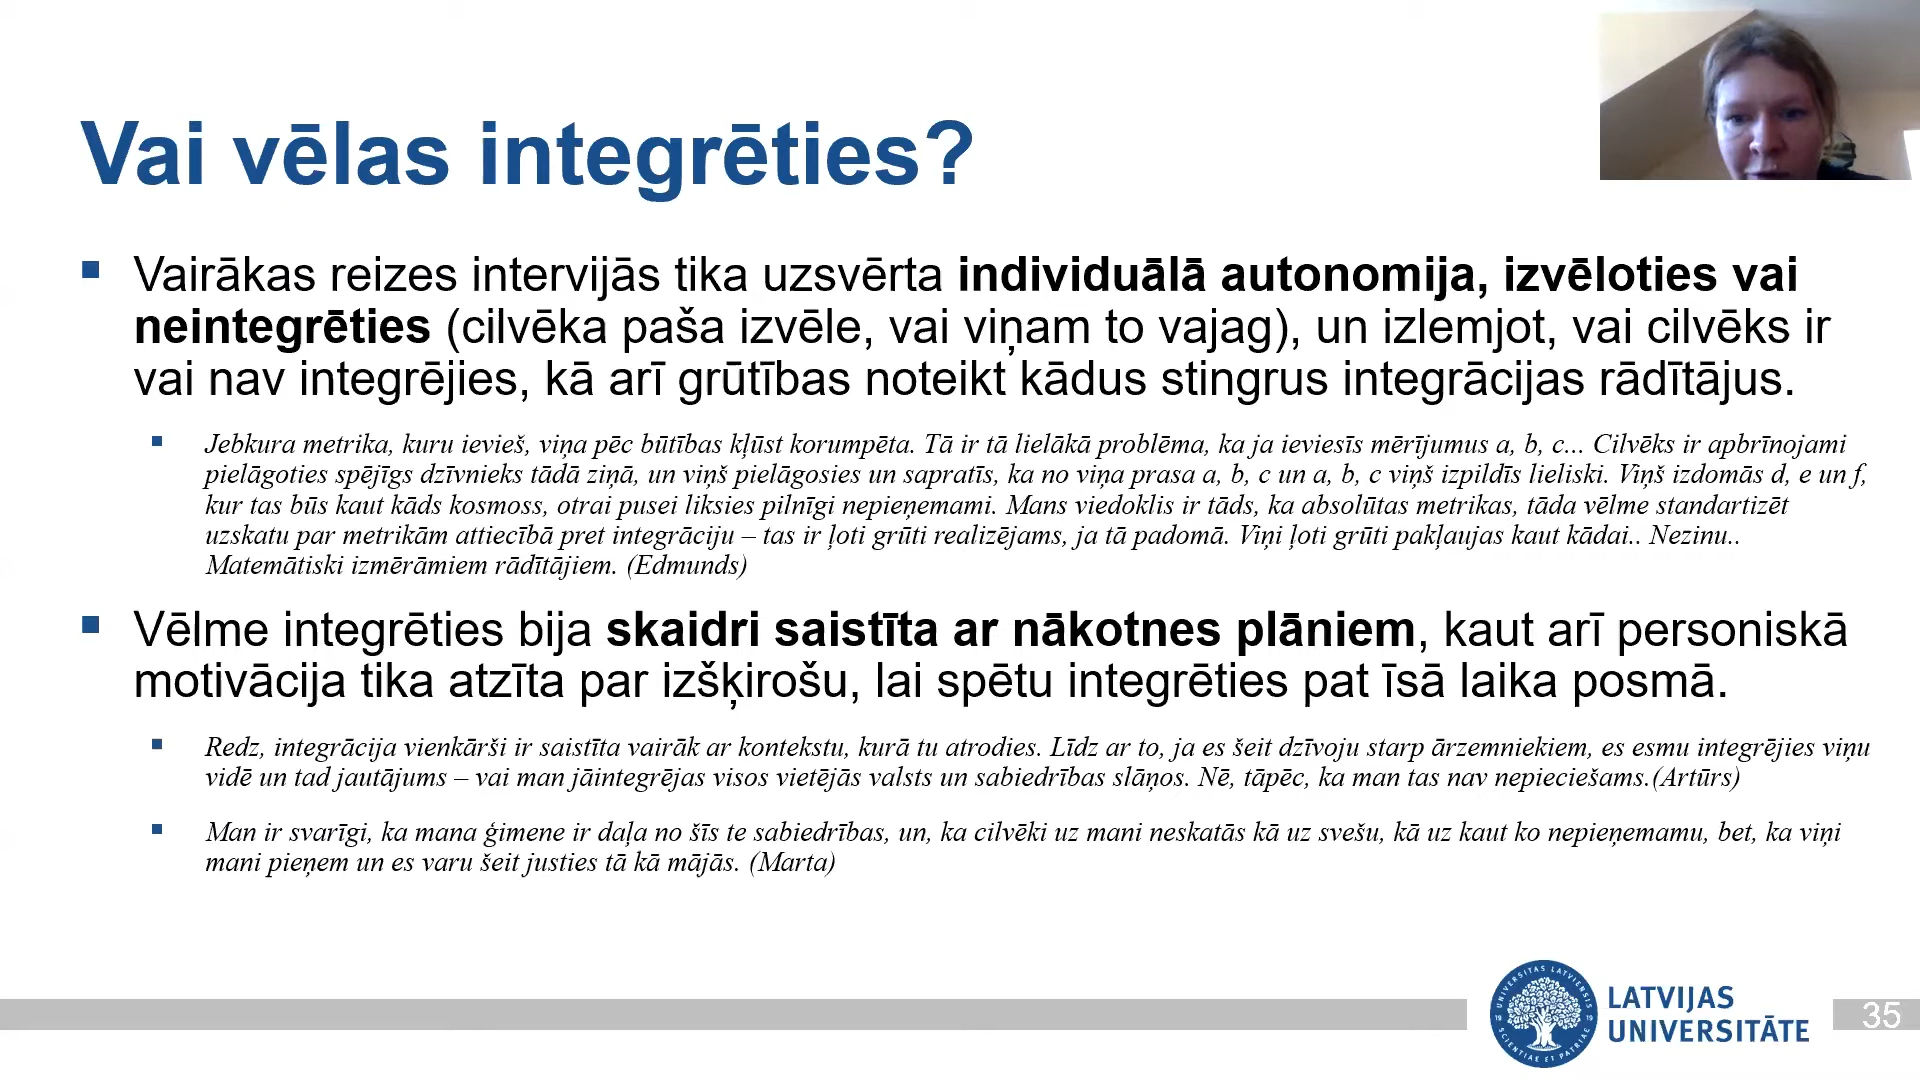 Vai vēlas integrēties?
Vairākas reizes intervijās tika uzsvērta individuālā autonomija, izvēloties vai
neintegrēties (cilvēka paša izvēle, vai viņam to vajag), un izlemjot, vai cilvēks ir
vai nav integrējies, kā arī grūtības noteikt kādus stingrus integrācijas rādītājus.
Jebkura metrika, kuru ievieš, viņa pēc būtības kļūst korumpēta. Tā ir tā lielākā problēma, ka ja ieviesīs mērījumus a, b, c... Cilvēks ir apbrīnojami
pielāgoties spējīgs dzīvnieks tādā ziņā, un viņš pielāgosies un sapratīs, ka no viņa prasa a, b, c un a, b, c viņš izpildīs lieliski. Viņš izdomās d, e un f,
kur tas būs kaut kāds kosmoss, otrai pusei liksies pilnīgi nepieņemami. Mans viedoklis ir tāds, ka absolūtas metrikas, tāda vēlme standartizēt
uzskatu par metrikām attiecībā pret integrāciju – tas ir ļoti grūti realizējams, ja tā padomā. Viņi ļoti grūti pakļaujas kaut kādai.. Nezinu..
Matemātiski izmērāmiem rādītājiem. (Edmunds)
Vēlme integrēties bija skaidri saistīta ar nākotnes plāniem, kaut arī personiskā
motivācija tika atzīta par izšķirošu, lai spētu integrēties pat īsā laika posmā.
Redz, integrācija vienkārši ir saistīta vairāk ar kontekstu, kurā tu atrodies. Līdz ar to, ja es šeit dzīvoju starp ārzemniekiem, es esmu integrējies viņu
vidē un tad jautājums – vai man jāintegrējas visos vietējās valsts un sabiedrības slāņos. Nē, tāpēc, ka man tas nav nepieciešams.(Artūrs)
Man ir svarīgi, ka mana ģimene ir daļa no šīs te sabiedrības, un, ka cilvēki uz mani neskatās kā uz svešu, kā uz kaut ko nepieņemamu, bet, ka viņi
mani pieņem un es varu šeit justies tā kā mājās. (Marta)
UNIVERSITAS LATVIENSIS
19 19
SCIENTIAE ET PATRIAE
LATVIJAS
UNIVERSITĀTE
35